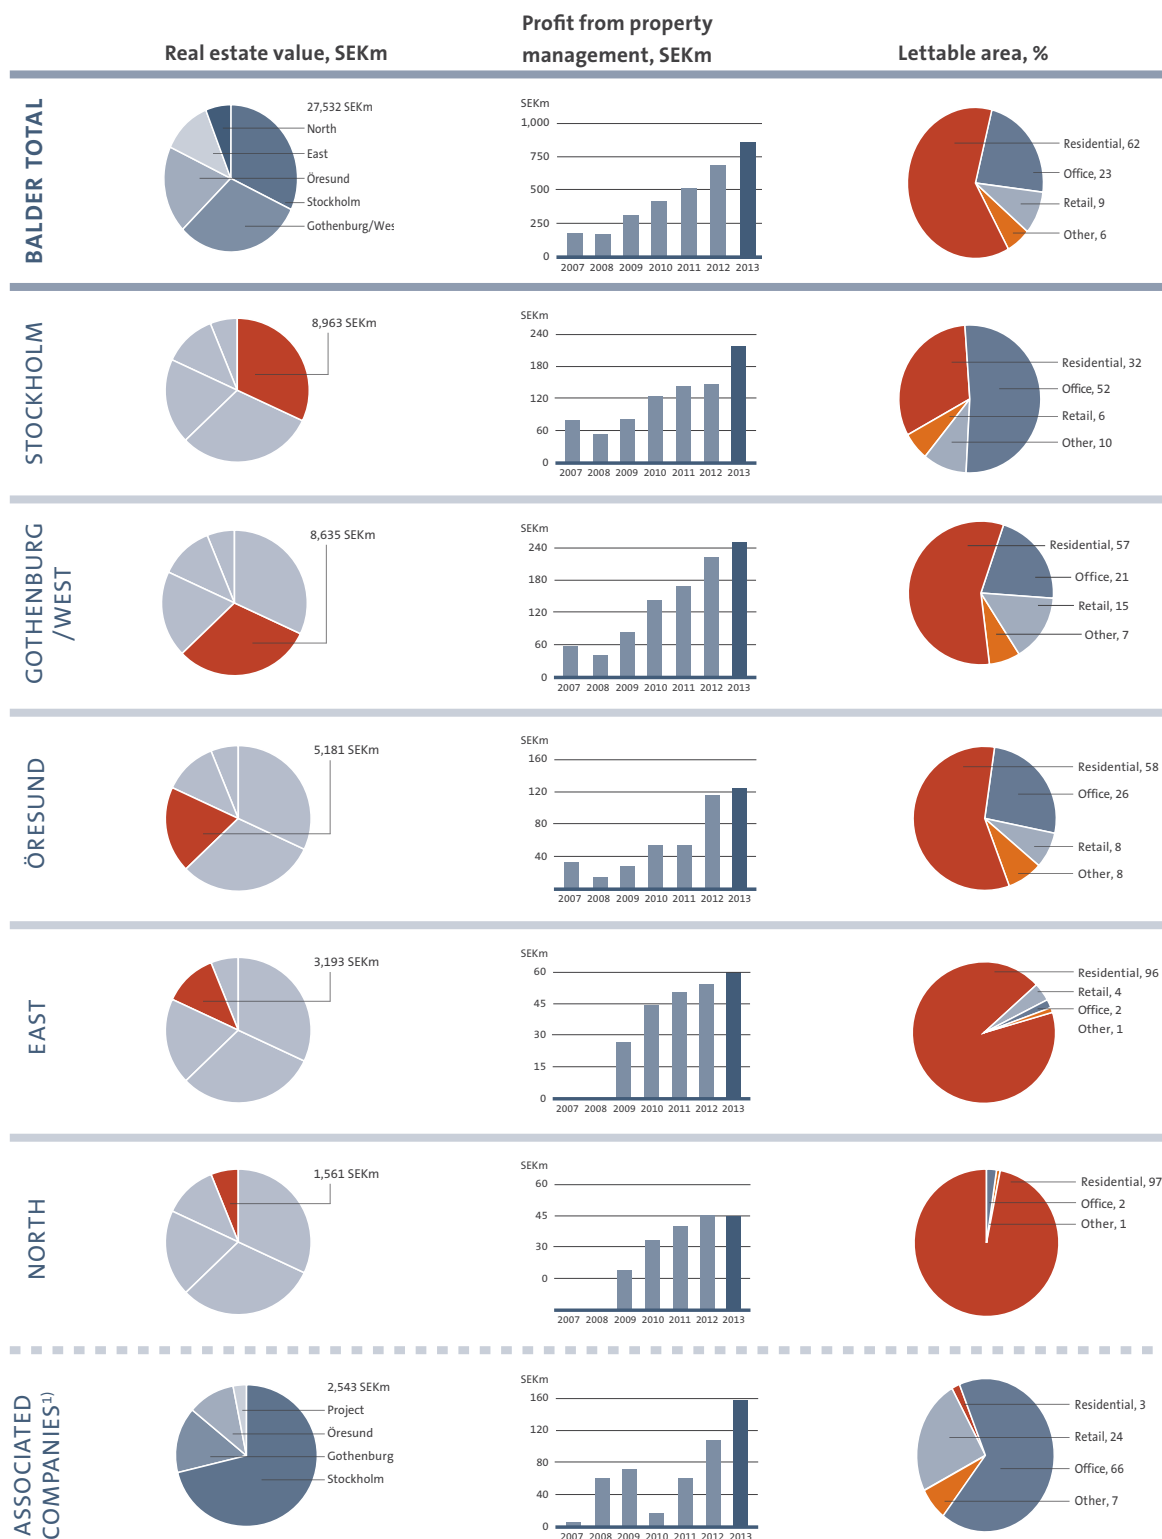 Real estate value, SEKm
Profit from property
management, SEKm
Lettable area, %
BALDER TOTAL
27,532 SEKm
North
East
Öresund
Stockholm
Gothenburg/Wes
SEKm
1,000
750
500
250
0
2007 2008 2009 2010 2011 2012 2013
Residential, 62
Office, 23
Retail, 9
Other, 6
STOCKHOLM
8,963 SEKm
SEKm
240
180
120
60
0
2007 2008 2009 2010 2011 2012 2013
Residential, 32
Office, 52
Retail, 6
Other, 10
GOTHENBURG
/WEST
8,635 SEKm
SEKm
240
180
120
60
0
2007 2008 2009 2010 2011 2012 2013
Residential, 57
Office, 21
Retail, 15
Other, 7
ÖRESUND
5,181 SEKm
SEKm
160
120
80
40
2007 2008 2009 2010 2011 2012 2013
Residential, 58
Office, 26
Retail, 8
Other, 8
EAST
3,193 SEKm
SEKm
60
45
30
15
0
2007 2008 2009 2010 2011 2012 2013
Residential, 96
Retail, 4
Office, 2
Other, 1
NORTH
1,561 SEKm
SEKm
60
45
30
0
2007 2008 2009 2010 2011 2012 2013
Residential, 97
Office, 2
Other, 1
ASSOCIATED
COMPANIES¹⁾
2,543 SEKm
Project
Öresund
Gothenburg
Stockholm
SEKm
160
120
80
40
0
2007 2008 2009 2010 2011 2012 2013
Residential, 3
Retail, 24
Office, 66
Other, 7